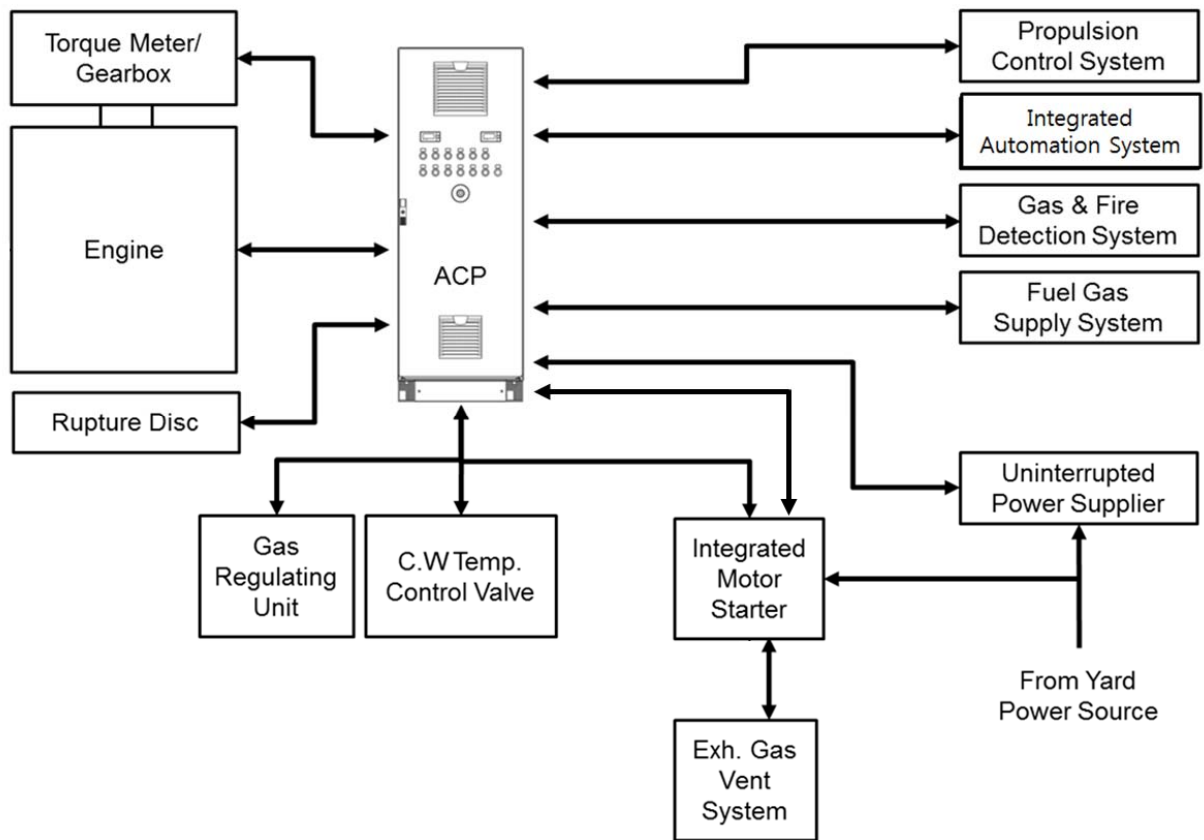 Torque Meter/
Gearbox
Engine
Rupture Disc
ACP
Propulsion
Control System
Integrated
Automation System
Gas & Fire
Detection System
Fuel Gas
Supply System
Uninterrupted
Power Supplier
Gas
Regulating
Unit
C.W Temp.
Control Valve
Integrated
Motor
Starter
From Yard
Power Source
Exh. Gas
Vent
System